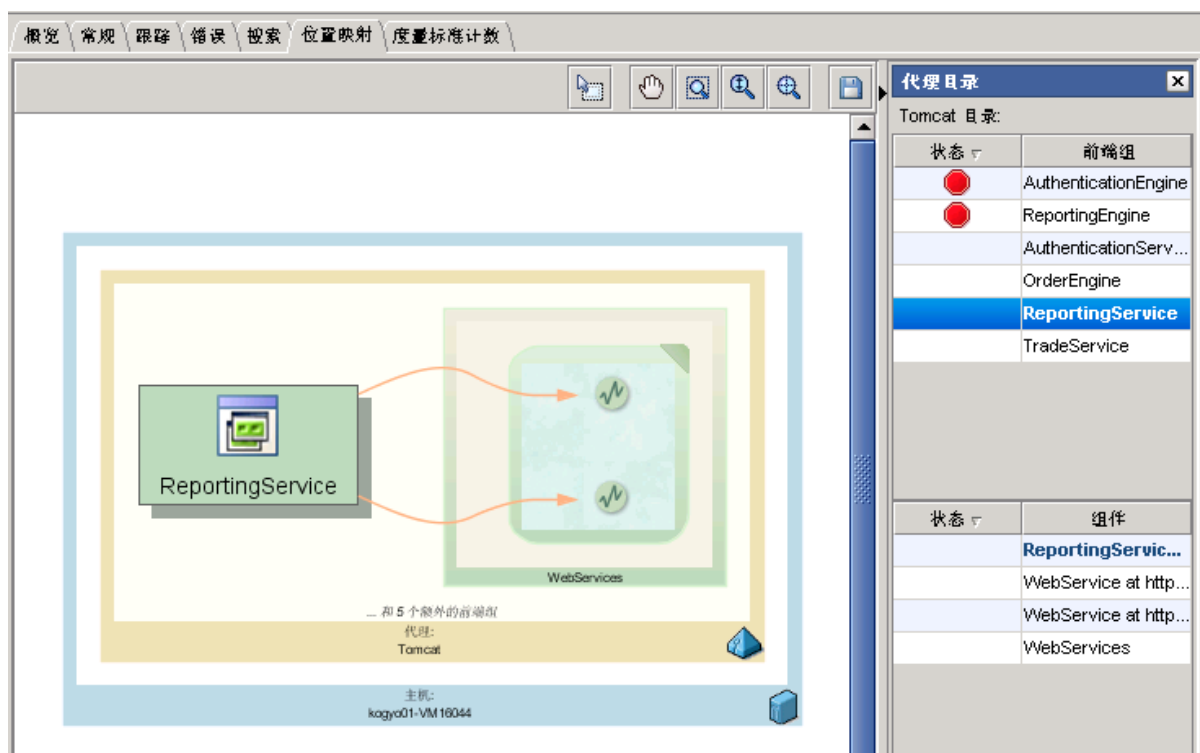 概览 常规 跟踪 错误 搜索 位置映射 度量标准计数
代理目录
Tomcat 目录:
状态 前端组
AuthenticationEngine
ReportingEngine
AuthenticationServ...
OrderEngine
ReportingService
TradeService
状态 组件
ReportingServic...
WebService at http...
WebService at http...
WebServices
ReportingService
WebServices
... 和 5 个额外的前端组
代理:
Tomcat
主机:
kogyo01-VM16044